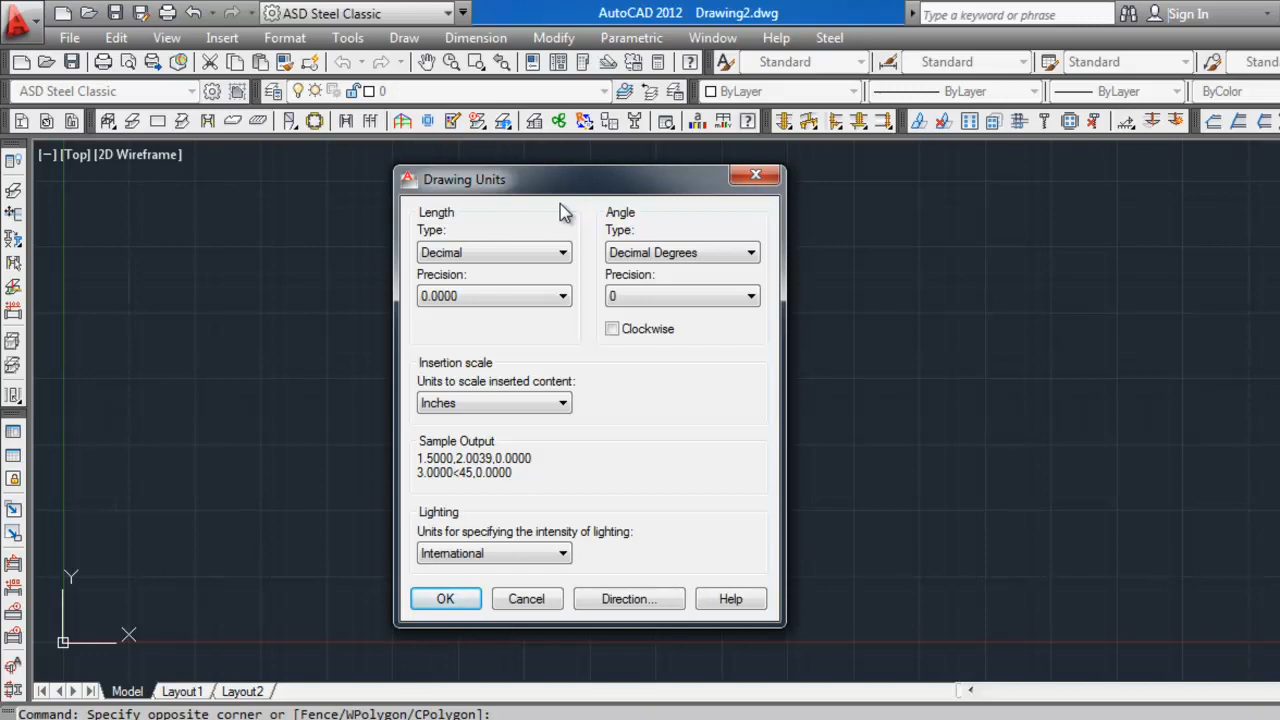 ASD Steel Classic
AutoCAD 2012 Drawing2.dwg
Type a keyword or phrase
Sign In
File Edit View Insert Format Tools Draw Dimension Modify Parametric Window Help Steel
Standard Standard Standard Standa
ASD Steel Classic 0 ByLayer ByLayer ByLayer ByColor
[−] [Top] [2D Wireframe]
Drawing Units
Length
Type:
Decimal
Precision:
0.0000
Angle
Type:
Decimal Degrees
Precision:
0
Clockwise
Insertion scale
Units to scale inserted content:
Inches
Sample Output
1.5000,2.0039,0.0000
3.0000<45,0.0000
Lighting
Units for specifying the intensity of lighting:
International
OK Cancel Direction... Help
Y
X
Model Layout1 Layout2
Command: Specify opposite corner or [Fence/WPolygon/CPolygon]: